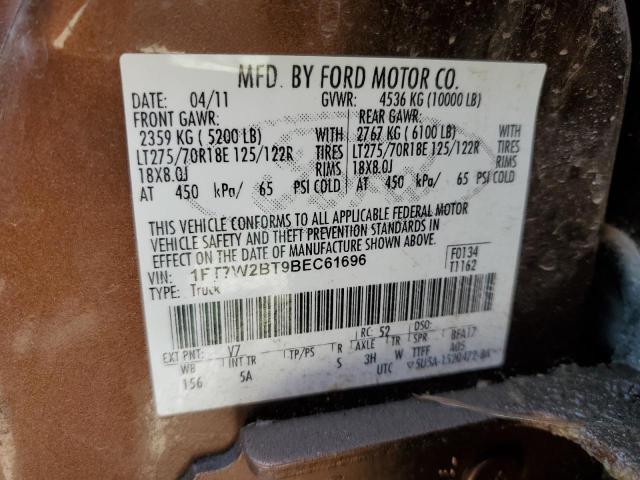 MFD. BY FORD MOTOR CO.
DATE: 04/11 GVWR: 4536 KG (10000 LB)
FRONT GAWR: REAR GAWR:
2359 KG ( 5200 LB) WITH 2767 KG ( 6100 LB) WITH
LT275/70R18E 125/122R TIRES LT275/70R18E 125/122R TIRES
18X8.0J RIMS 18X8.0J RIMS
AT 450 kPa/ 65 PSI COLD AT 450 kPa/ 65 PSI COLD
THIS VEHICLE CONFORMS TO ALL APPLICABLE FEDERAL MOTOR
VEHICLE SAFETY AND THEFT PREVENTION STANDARDS IN
EFFECT ON THE DATE OF MANUFACTURE SHOWN ABOVE.
VIN: 1FT7W2BT9BEC61696 F0134
TYPE: Truck T1162
EXT PNT: V7 RC: 52 DSO:
WB INT TR TP/PS R AXLE TR SPR 8FA17
156 5A S 3H W TTFF A05
UTC